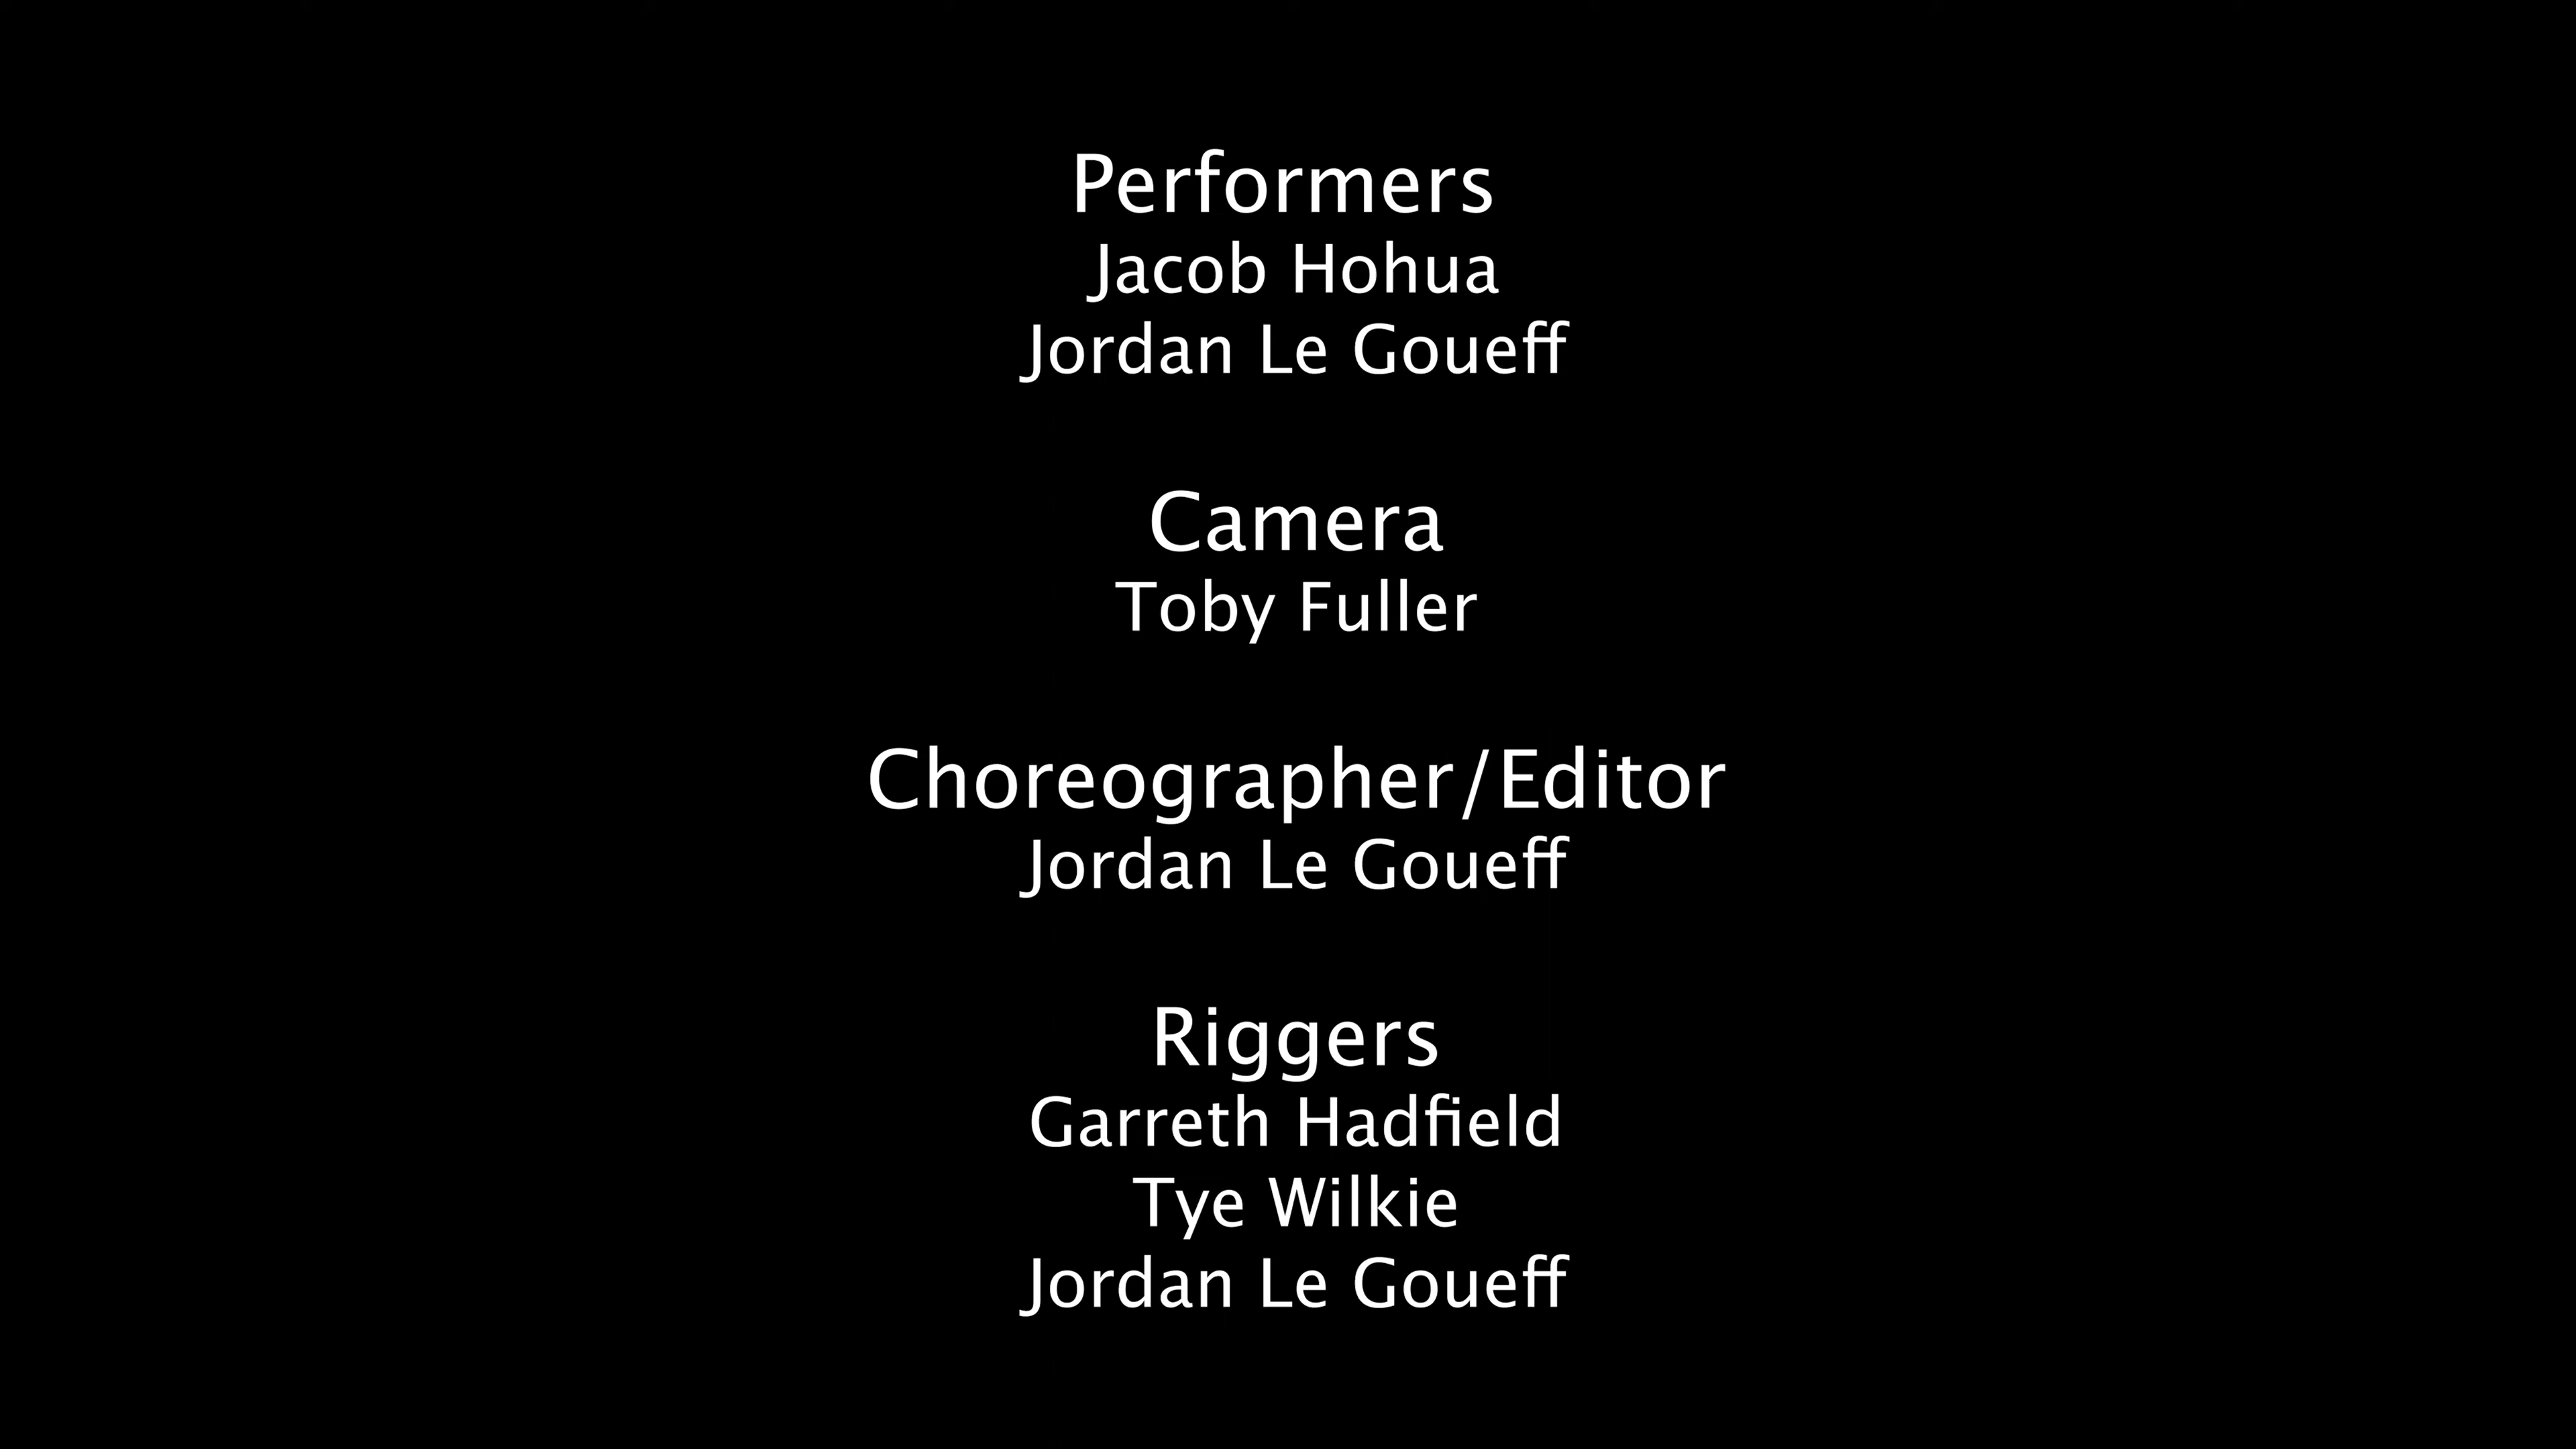 Performers
Jacob Hohua
Jordan Le Goueff
Camera
Toby Fuller
Choreographer/Editor
Jordan Le Goueff
Riggers
Garreth Hadfield
Tye Wilkie
Jordan Le Goueff